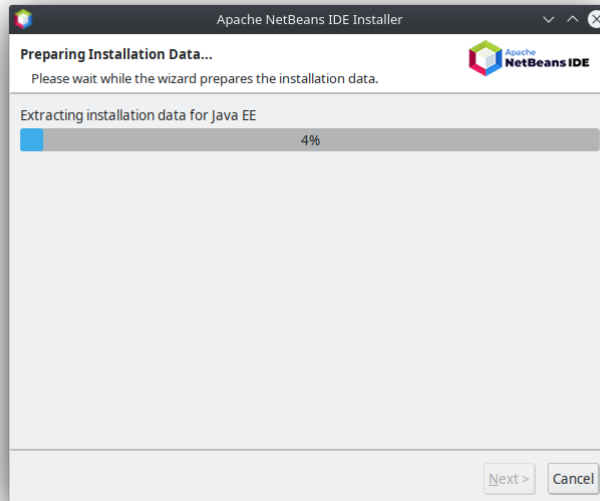 Apache NetBeans IDE Installer
Preparing Installation Data...
Please wait while the wizard prepares the installation data.
Apache
NetBeans IDE
Extracting installation data for Java EE
4%
Next >
Cancel